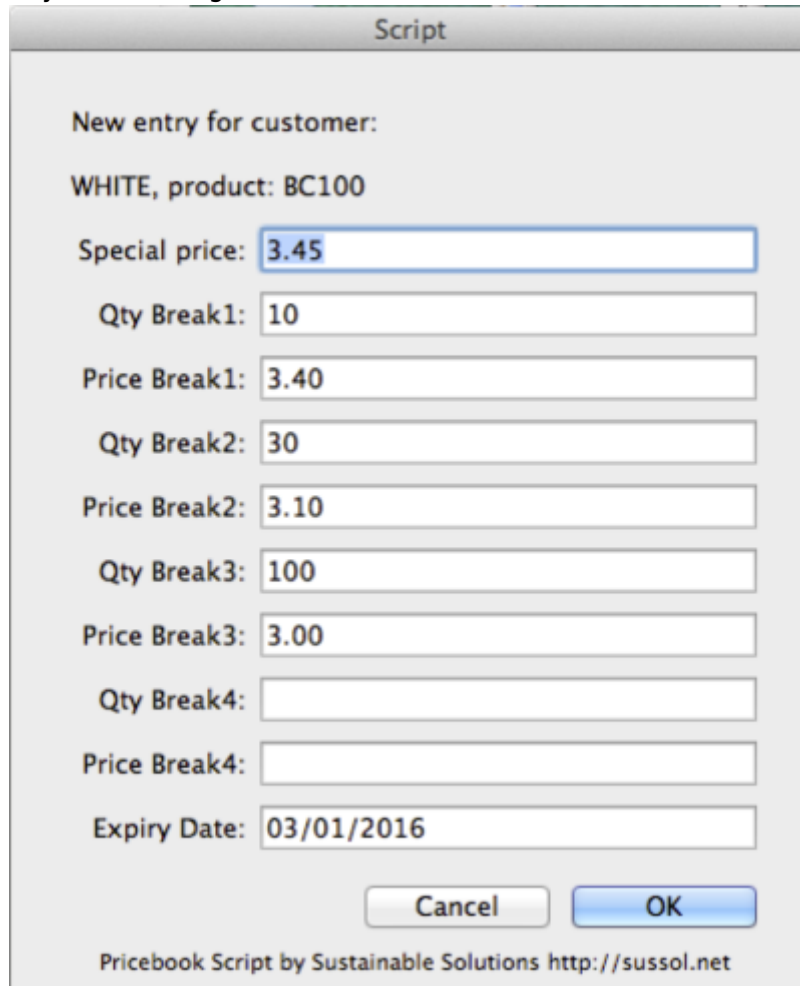 Script
New entry for customer:
WHITE, product: BC100
Special price: 3.45
Qty Break1: 10
Price Break1: 3.40
Qty Break2: 30
Price Break2: 3.10
Qty Break3: 100
Price Break3: 3.00
Qty Break4:
Price Break4:
Expiry Date: 03/01/2016
Cancel OK
Pricebook Script by Sustainable Solutions http://sussol.net